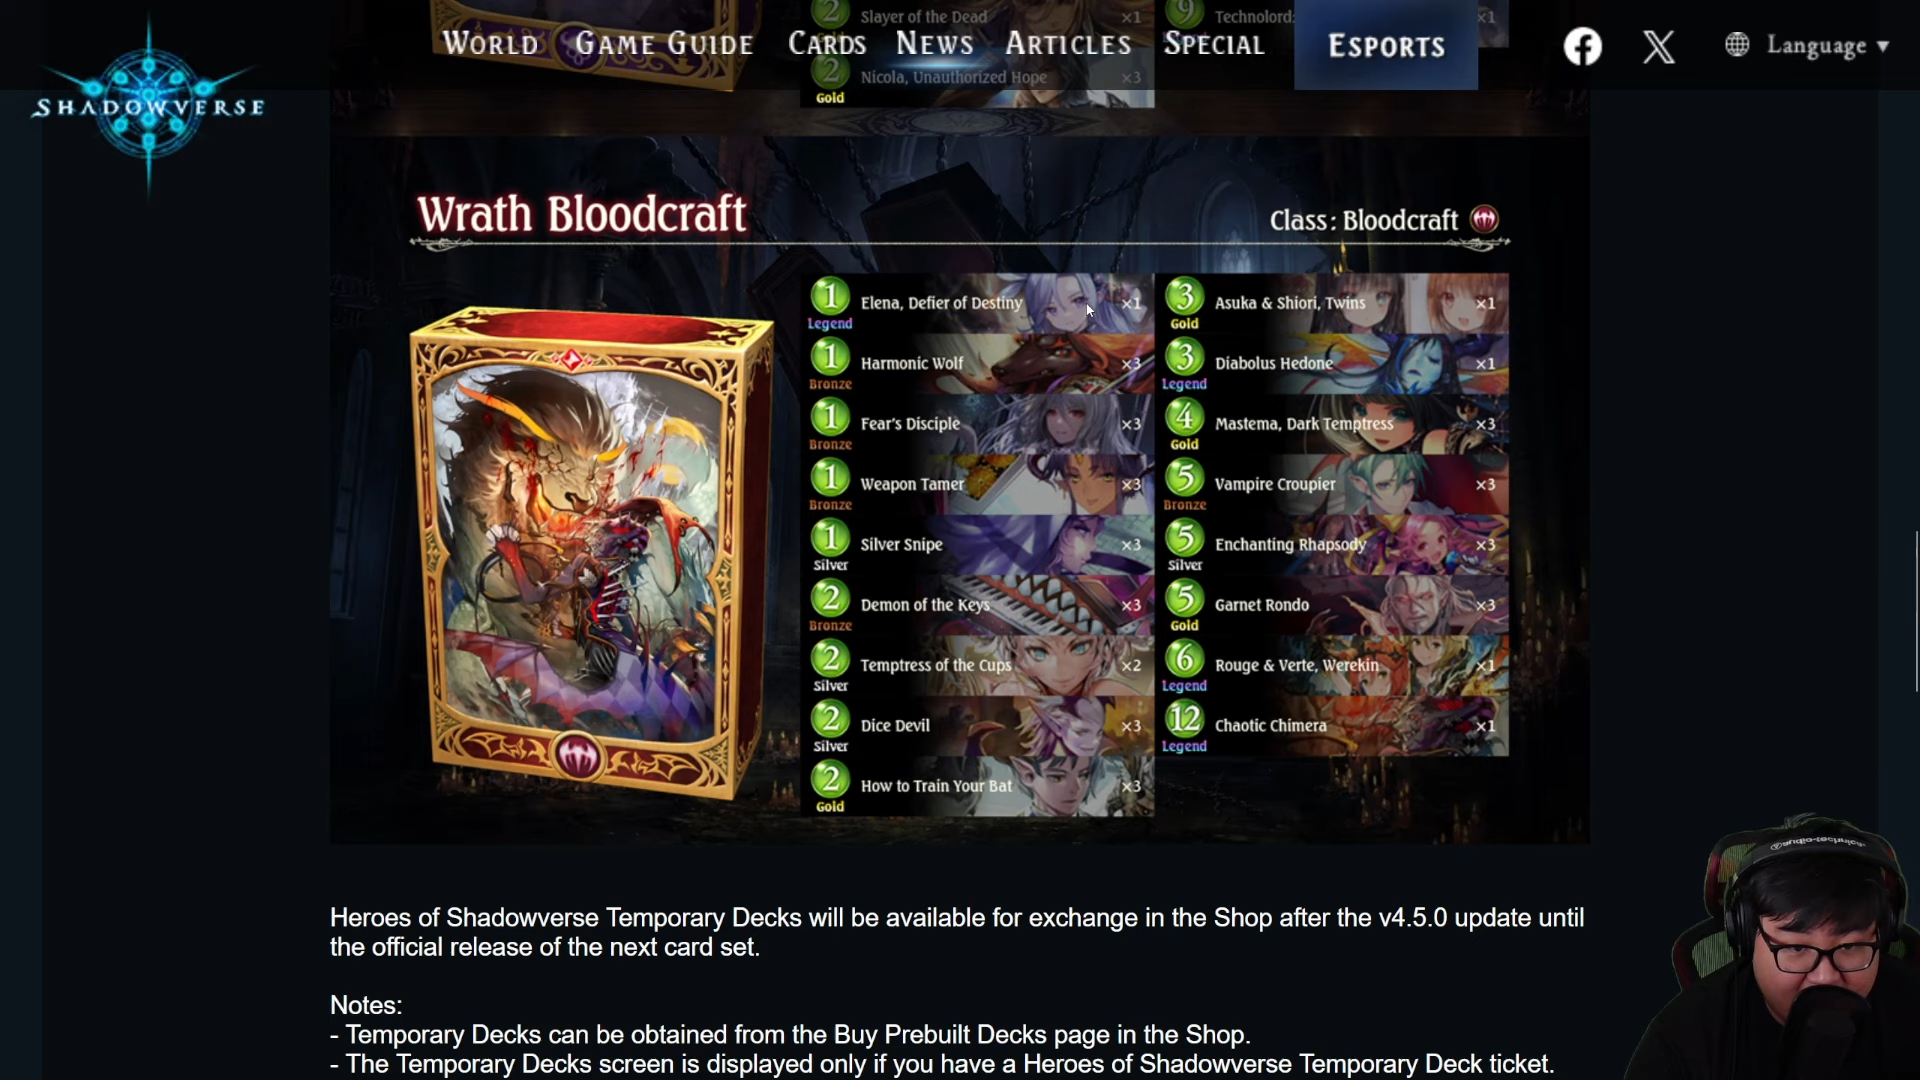 2 Slayer of the Dead ×1
9 Technolord: ×1
WORLD GAME GUIDE CARDS NEWS ARTICLES SPECIAL ESPORTS Language ▼
SHADOWVERSE
2 Nicola, Unauthorized Hope ×3
Gold
Wrath Bloodcraft
Class: Bloodcraft
1 Elena, Defier of Destiny ×1
Legend
1 Harmonic Wolf ×3
Bronze
1 Fear's Disciple ×3
Bronze
1 Weapon Tamer ×3
Bronze
1 Silver Snipe ×3
Silver
2 Demon of the Keys ×3
Bronze
2 Temptress of the Cups ×2
Silver
2 Dice Devil ×3
Silver
2 How to Train Your Bat ×3
Gold
3 Asuka & Shiori, Twins ×1
Gold
3 Diabolus Hedone ×1
Legend
4 Mastema, Dark Temptress ×3
Gold
5 Vampire Croupier ×3
Bronze
5 Enchanting Rhapsody ×3
Silver
5 Garnet Rondo ×3
Gold
6 Rouge & Verte, Werekin ×1
Legend
12 Chaotic Chimera ×1
Legend
Heroes of Shadowverse Temporary Decks will be available for exchange in the Shop after the v4.5.0 update until
the official release of the next card set.
Notes:
- Temporary Decks can be obtained from the Buy Prebuilt Decks page in the Shop.
- The Temporary Decks screen is displayed only if you have a Heroes of Shadowverse Temporary Deck ticket.
audio-technica